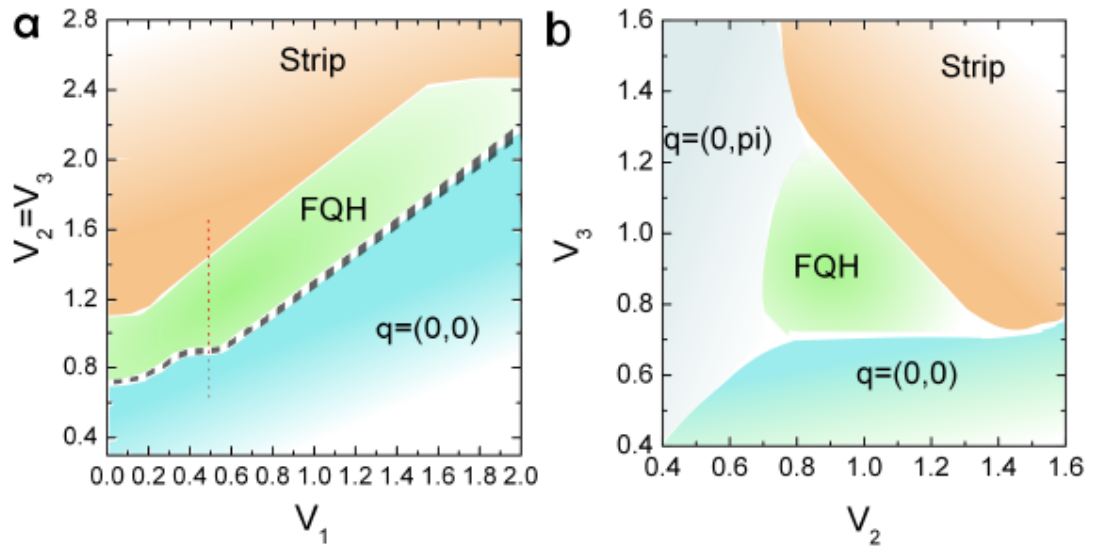 a
2.8
2.4
2.0
1.6
1.2
0.8
0.4
V2=V3
Strip
FQH
q=(0,0)
0.0 0.2 0.4 0.6 0.8 1.0 1.2 1.4 1.6 1.8 2.0
V1
b
1.6
1.4
1.2
1.0
0.8
0.6
0.4
V3
Strip
q=(0,pi)
FQH
q=(0,0)
0.4 0.6 0.8 1.0 1.2 1.4 1.6
V2